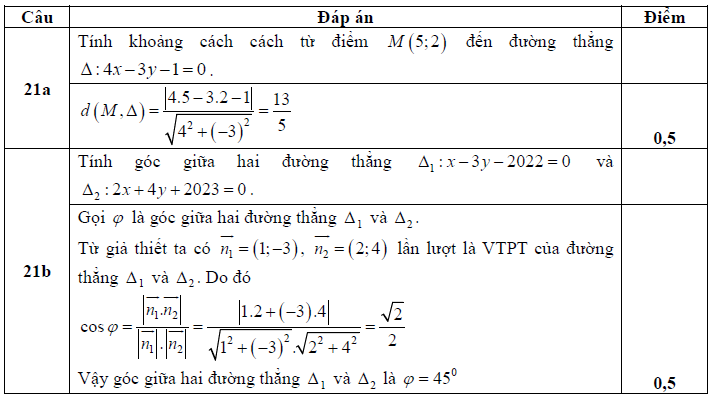 Câu Đáp án Điểm
21a
Tính khoảng cách cách từ điểm M(5;2) đến đường thẳng
Δ:4x−3y−1=0.
d(M,Δ)=|4.5−3.2−1|/√(4²+(−3)²)=13/5
0,5
21b
Tính góc giữa hai đường thẳng Δ₁:x−3y−2022=0 và
Δ₂:2x+4y+2023=0.
Gọi φ là góc giữa hai đường thẳng Δ₁ và Δ₂.
Từ giả thiết ta có n₁→=(1;−3), n₂→=(2;4) lần lượt là VTPT của đường
thẳng Δ₁ và Δ₂. Do đó
cosφ=|n₁→.n₂→|/(|n₁→|.|n₂→|)=|1.2+(−3).4|/(√(1²+(−3)²).√(2²+4²))=√2/2
Vậy góc giữa hai đường thẳng Δ₁ và Δ₂ là φ=45⁰
0,5